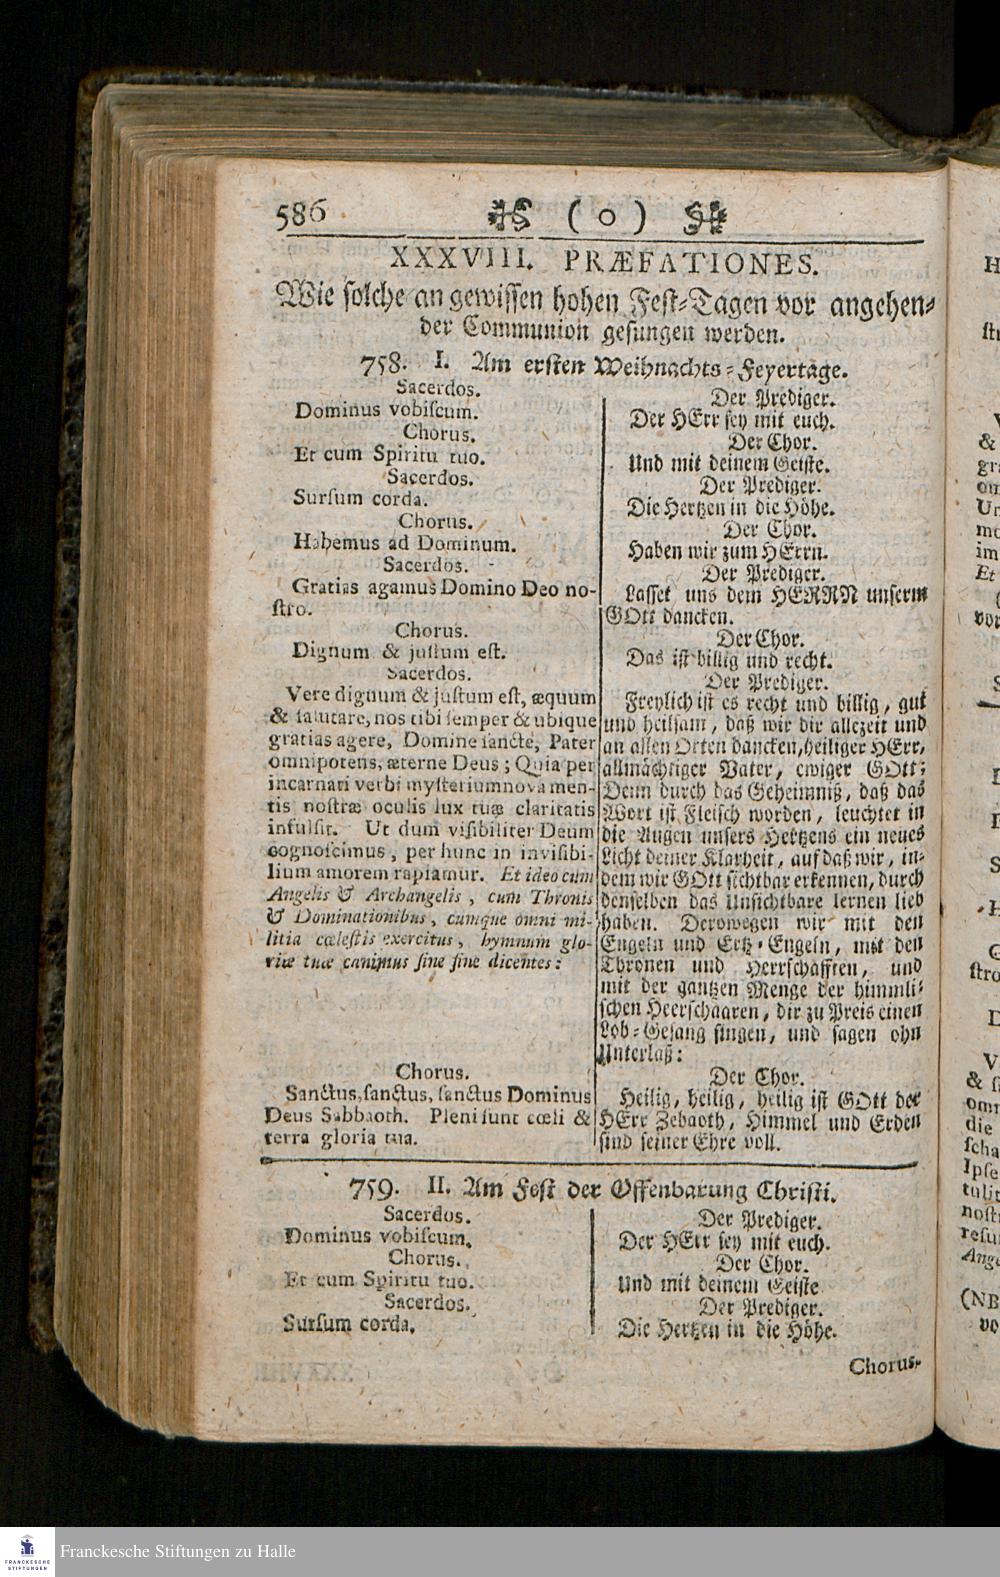 586 ( o )
XXXVIII. PRÆFATIONES.
Wie solche an gewissen hohen Fest-Tagen vor angehen-
der Communion gesungen werden.
758. I. Am ersten Weihnachts-Feyertage.
Sacerdos.
Dominus vobiſcum.
Chorus.
Et cum Spiritu tuo.
Sacerdos.
Surſum corda.
Chorus.
Habemus ad Dominum.
Sacerdos.
Gratias agamus Domino Deo no-
ſtro.
Chorus.
Dignum & juſtum eſt.
Sacerdos.
Vere dignum & juſtum eſt, æquum
& ſalutare, nos tibi ſemper & ubique
gratias agere, Domine ſancte, Pater
omnipotens, æterne Deus; Quia per
incarnati verbi myſterium nova men-
tis noſtræ oculis lux tuæ claritatis
infulſit. Ut dum viſibiliter Deum
cognoſcimus, per hunc in inviſibi-
lium amorem rapiamur. Et ideo cum
Angelis & Archangelis, cum Thronis
& Dominationibus, cumque omni mi-
litia cœleſtis exercitus, hymnum glo-
riæ tuæ canimus ſine fine dicentes:
Chorus.
Sanctus, ſanctus, ſanctus Dominus
Deus Sabbaoth. Pleni ſunt cœli &
terra gloria tua.
Der Prediger.
Der HErr sey mit euch.
Der Chor.
Und mit deinem Geiste.
Der Prediger.
Die Hertzen in die Höhe.
Der Chor.
Haben wir zum HErrn.
Der Prediger.
Lasset uns dem HERRN unserm
GOtt dancken.
Der Chor.
Das ist billig und recht.
Der Prediger.
Freylich ist es recht und billig, gut
und heilsam, daß wir dir allezeit und
an allen Orten dancken, heiliger HErr,
allmächtiger Vater, ewiger GOtt;
Denn durch das Geheimniß, daß das
Wort ist Fleisch worden, leuchtet in
die Augen unsers Hertzens ein neues
Licht deiner Klarheit, auf daß wir, in-
dem wir GOtt sichtbar erkennen, durch
denselben das Unsichtbare lernen lieb
haben. Derowegen wir mit den
Engeln und Ertz-Engeln, mit den
Thronen und Herrschafften, und
mit der gantzen Menge der himmli-
schen Heerschaaren, dir zu Preis einen
Lob-Gesang singen, und sagen ohn
Unterlaß:
Der Chor.
Heilig, heilig, heilig ist GOtt der
HErr Zebaoth, Himmel und Erden
sind seiner Ehre voll.
759. II. Am Fest der Offenbarung Christi.
Sacerdos.
Dominus vobiſcum.
Chorus.
Et cum Spiritu tuo.
Sacerdos.
Surſum corda.
Der Prediger.
Der HErr sey mit euch.
Der Chor.
Und mit deinem Geiste
Der Prediger.
Die Hertzen in die Höhe.
Chorus.
FRANCKESCHE
STIFTUNGEN
Franckesche Stiftungen zu Halle